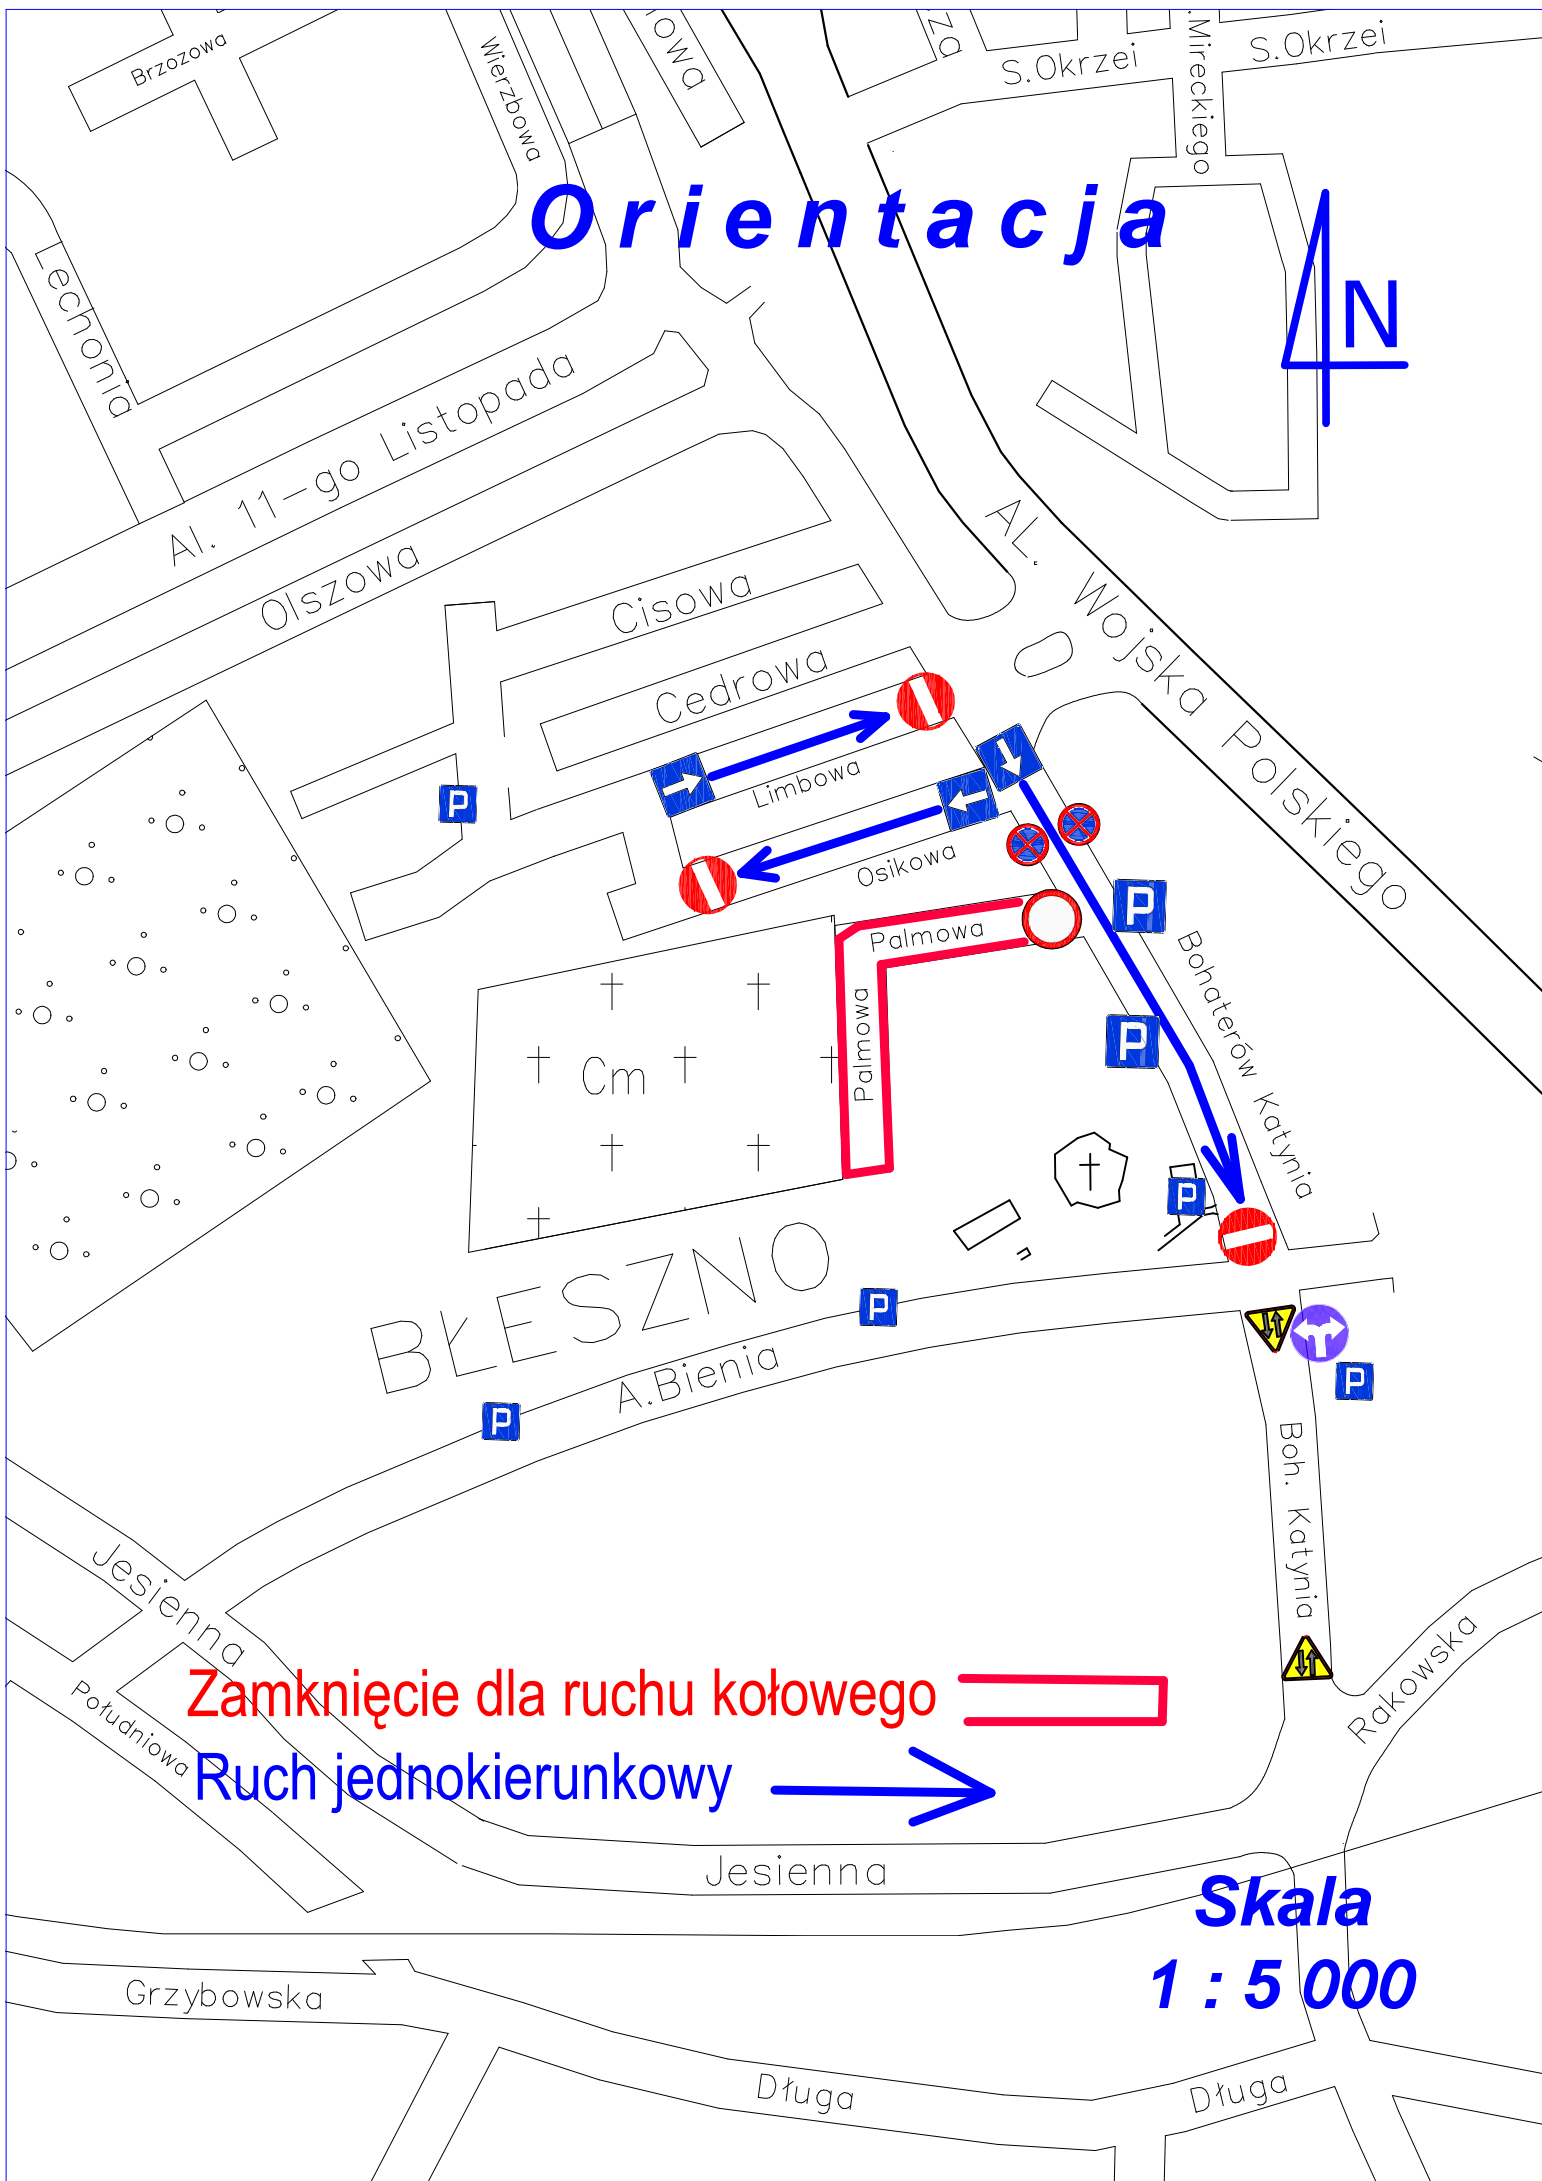 Brzozowa
Wierzbowa
S.Okrzei
S.Okrzei
.Mireckiego
Orientacja
N
Lechonia
Al. 11-go Listopada
Olszowa
Cisowa
Cedrowa
AL. Wojska Polskiego
Limbowa
P
Osikowa
P
Palmowa
Palmowa
Bohaterów Katynia
P
Cm
P
BŁESZNO
P
A.Bienia
P
P
Boh. Katynia
Jesienna
Rakowska
Południowa
Zamknięcie dla ruchu kołowego
Ruch jednokierunkowy
Jesienna
Skala
1 : 5 000
Grzybowska
Długa
Długa